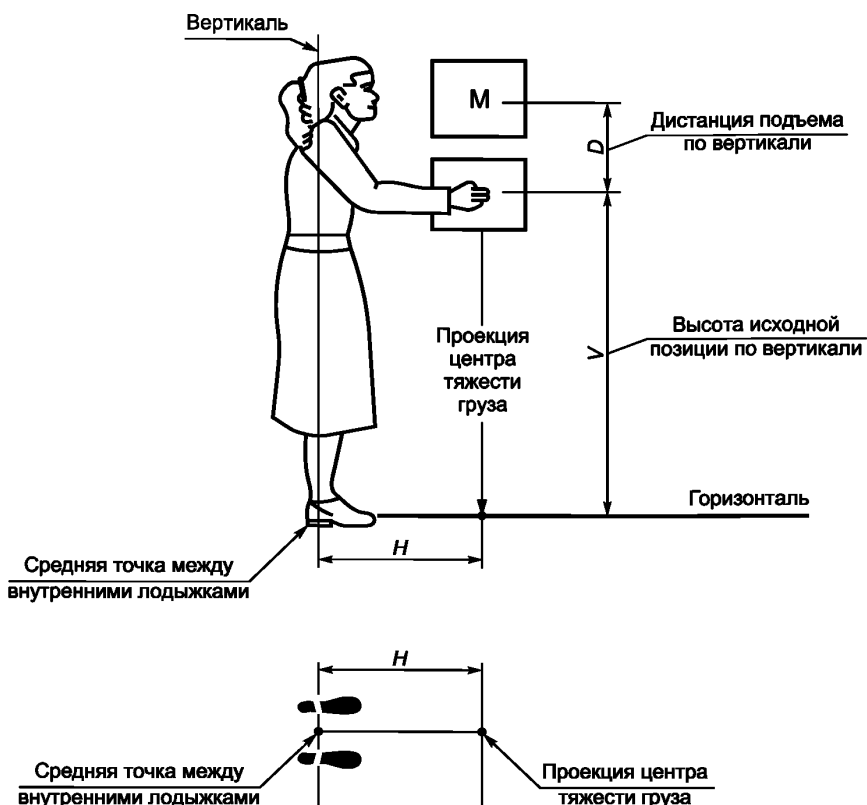 Вертикаль
М
D
Дистанция подъема
по вертикали
Проекция
центра
тяжести
груза
V
Высота исходной
позиции по вертикали
Горизонталь
H
Средняя точка между
внутренними лодыжками
H
Средняя точка между
внутренними лодыжками
Проекция центра
тяжести груза